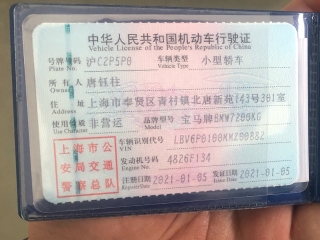 中华人民共和国机动车行驶证
Vehicle License of the People's Republic of China
号牌号码 沪C2P5P0 车辆类型 小型轿车
Plate No. Vehicle Type
所有人 唐钰柱
Owner
住址 上海市奉贤区青村镇北唐新苑143号301室
Address
使用性质 非营运 品牌型号 宝马牌BMW7200KG
Use Character Model
上海市公安局交通警察总队
车辆识别代号
VIN
发动机号码 4826F134
Engine No.
注册日期 2021-01-05 发证日期 2021-01-05
Register Date Issue Date